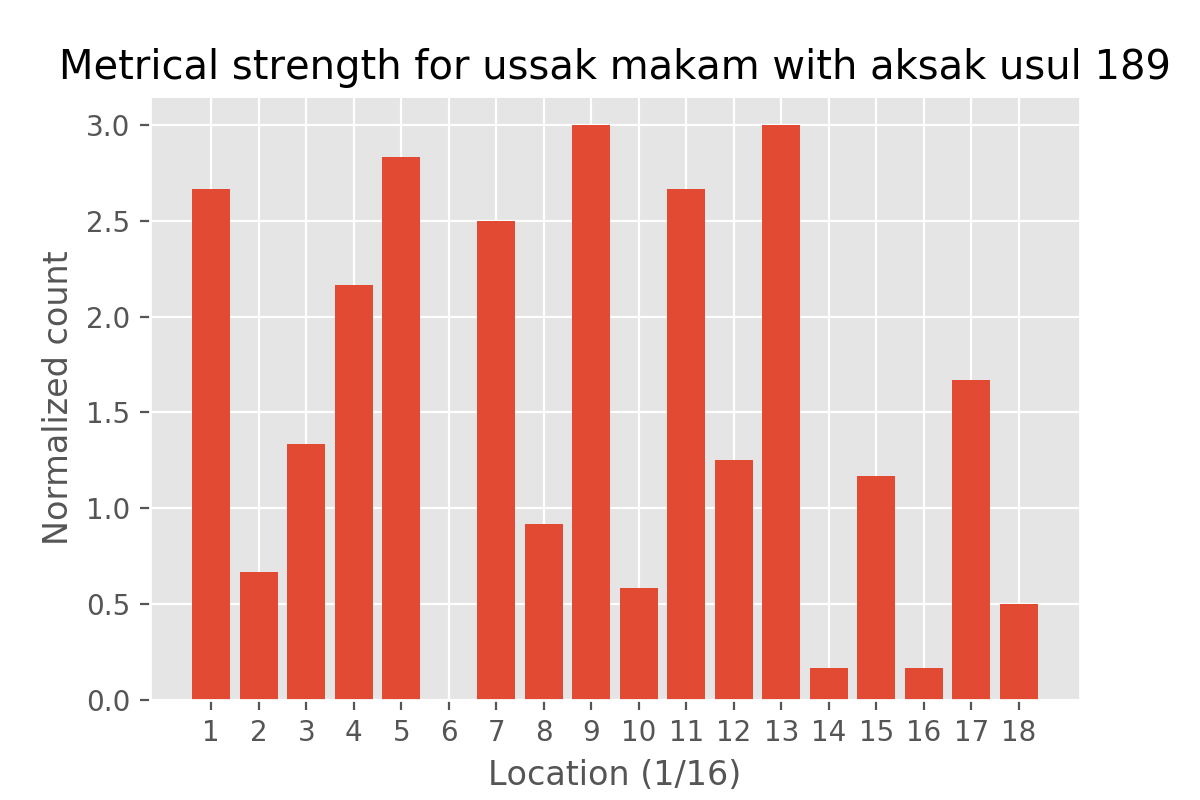 Metrical strength for ussak makam with aksak usul 189
Normalized count
3.0
2.5
2.0
1.5
1.0
0.5
0.0
1 2 3 4 5 6 7 8 9 10 11 12 13 14 15 16 17 18
Location (1/16)